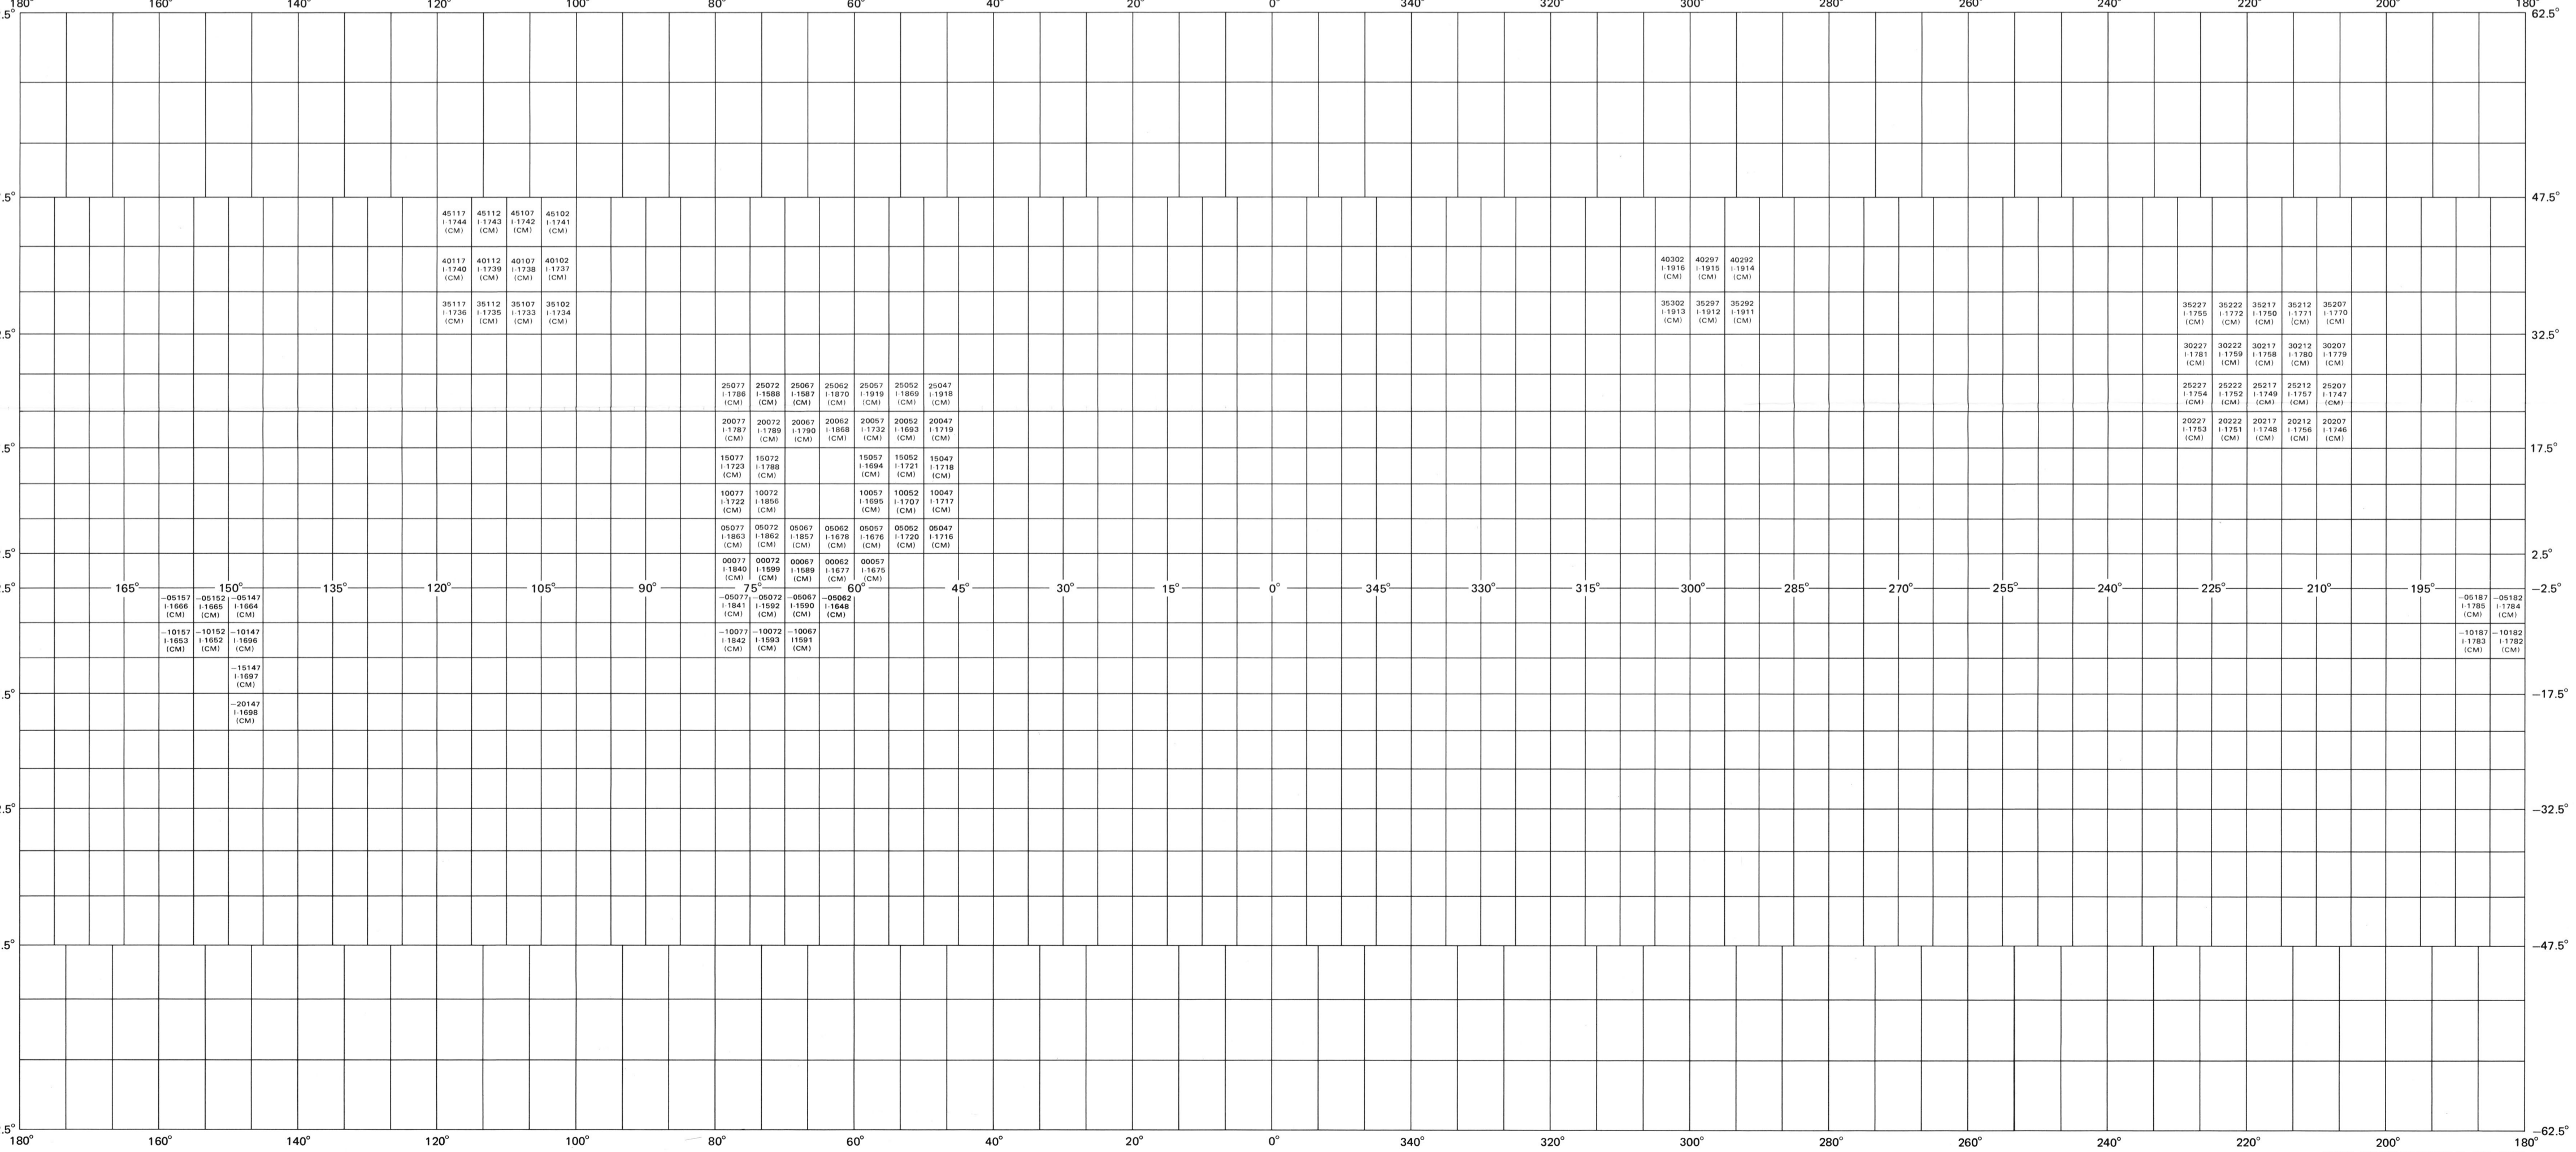 180° 160° 140° 120° 100° 80° 60° 40° 20° 0° 340° 320° 300° 280° 260° 240° 220° 200° 180°
.5° 62.5°
.5° 47.5°
45117 45112 45107 45102
I-1744 I-1743 I-1742 I-1741
(CM) (CM) (CM) (CM)
40117 40112 40107 40102 40302 40297 40292
I-1740 I-1739 I-1738 I-1737 I-1916 I-1915 I-1914
(CM) (CM) (CM) (CM) (CM) (CM) (CM)
35117 35112 35107 35102 35302 35297 35292 35227 35222 35217 35212 35207
I-1736 I-1735 I-1733 I-1734 I-1913 I-1912 I-1911 I-1755 I-1772 I-1750 I-1771 I-1770
(CM) (CM) (CM) (CM) (CM) (CM) (CM) (CM) (CM) (CM) (CM) (CM)
2.5° 32.5°
30227 30222 30217 30212 30207
I-1781 I-1759 I-1758 I-1780 I-1779
(CM) (CM) (CM) (CM) (CM)
25077 25072 25067 25062 25057 25052 25047 25227 25222 25217 25212 25207
I-1786 I-1588 I-1587 I-1870 I-1919 I-1869 I-1918 I-1754 I-1752 I-1749 I-1757 I-1747
(CM) (CM) (CM) (CM) (CM) (CM) (CM) (CM) (CM) (CM) (CM) (CM)
20077 20072 20067 20062 20057 20052 20047 20227 20222 20217 20212 20207
I-1787 I-1789 I-1790 I-1868 I-1732 I-1693 I-1719 I-1753 I-1751 I-1748 I-1756 I-1746
(CM) (CM) (CM) (CM) (CM) (CM) (CM) (CM) (CM) (CM) (CM) (CM)
.5° 17.5°
15077 15072 15057 15052 15047
I-1723 I-1788 I-1694 I-1721 I-1718
(CM) (CM) (CM) (CM) (CM)
10077 10072 10057 10052 10047
I-1722 I-1856 I-1695 I-1707 I-1717
(CM) (CM) (CM) (CM) (CM)
05077 05072 05067 05062 05057 05052 05047
I-1863 I-1862 I-1857 I-1678 I-1676 I-1720 I-1716
(CM) (CM) (CM) (CM) (CM) (CM) (CM)
.5° 2.5°
00077 00072 00067 00062 00057
I-1840 I-1599 I-1589 I-1677 I-1675
(CM) (CM) (CM) (CM) (CM)
2.5° 165° 150° 135° 120° 105° 90° 75° 60° 45° 30° 15° 0° 345° 330° 315° 300° 285° 270° 255° 240° 225° 210° 195° −2.5°
−05157 −05152 −05147 −05077 −05072 −05067 −05062 −05187 −05182
I-1666 I-1665 I-1664 I-1841 I-1592 I-1590 I-1648 I-1785 I-1784
(CM) (CM) (CM) (CM) (CM) (CM) (CM) (CM) (CM)
−10157 −10152 −10147 −10077 −10072 −10067 −10187 −10182
I-1653 I-1652 I-1696 I-1842 I-1593 I1591 I-1783 I-1782
(CM) (CM) (CM) (CM) (CM) (CM) (CM) (CM)
−15147
I-1697
(CM)
.5° −17.5°
−20147
I-1698
(CM)
2.5° −32.5°
.5° −47.5°
.5° −62.5°
180° 160° 140° 120° 100° 80° 60° 40° 20° 0° 340° 320° 300° 280° 260° 240° 220° 200° 180°